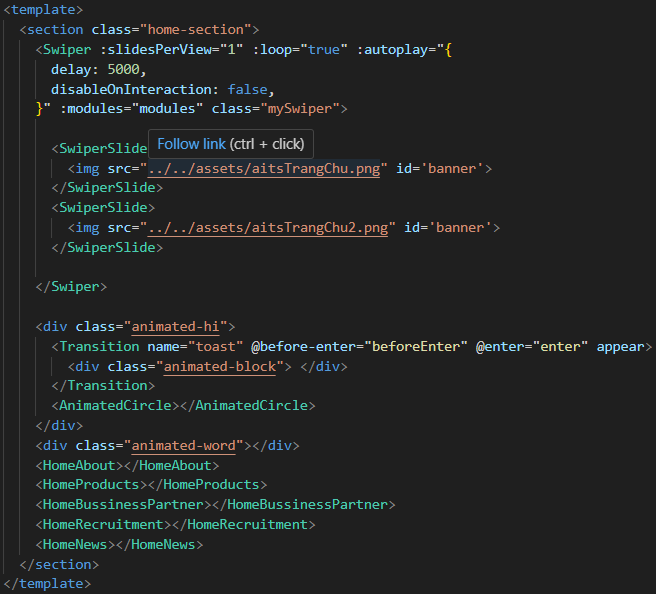 <template>
  <section class="home-section">
    <Swiper :slidesPerView="1" :loop="true" :autoplay="{
      delay: 5000,
      disableOnInteraction: false,
    }" :modules="modules" class="mySwiper">

      <SwiperSlide
Follow link (ctrl + click)
        <img src="../../assets/aitsTrangChu.png" id='banner'>
      </SwiperSlide>
      <SwiperSlide>
        <img src="../../assets/aitsTrangChu2.png" id='banner'>
      </SwiperSlide>

    </Swiper>

    <div class="animated-hi">
      <Transition name="toast" @before-enter="beforeEnter" @enter="enter" appear>
        <div class="animated-block"> </div>
      </Transition>
      <AnimatedCircle></AnimatedCircle>
    </div>
    <div class="animated-word"></div>
    <HomeAbout></HomeAbout>
    <HomeProducts></HomeProducts>
    <HomeBussinessPartner></HomeBussinessPartner>
    <HomeRecruitment></HomeRecruitment>
    <HomeNews></HomeNews>
  </section>
</template>